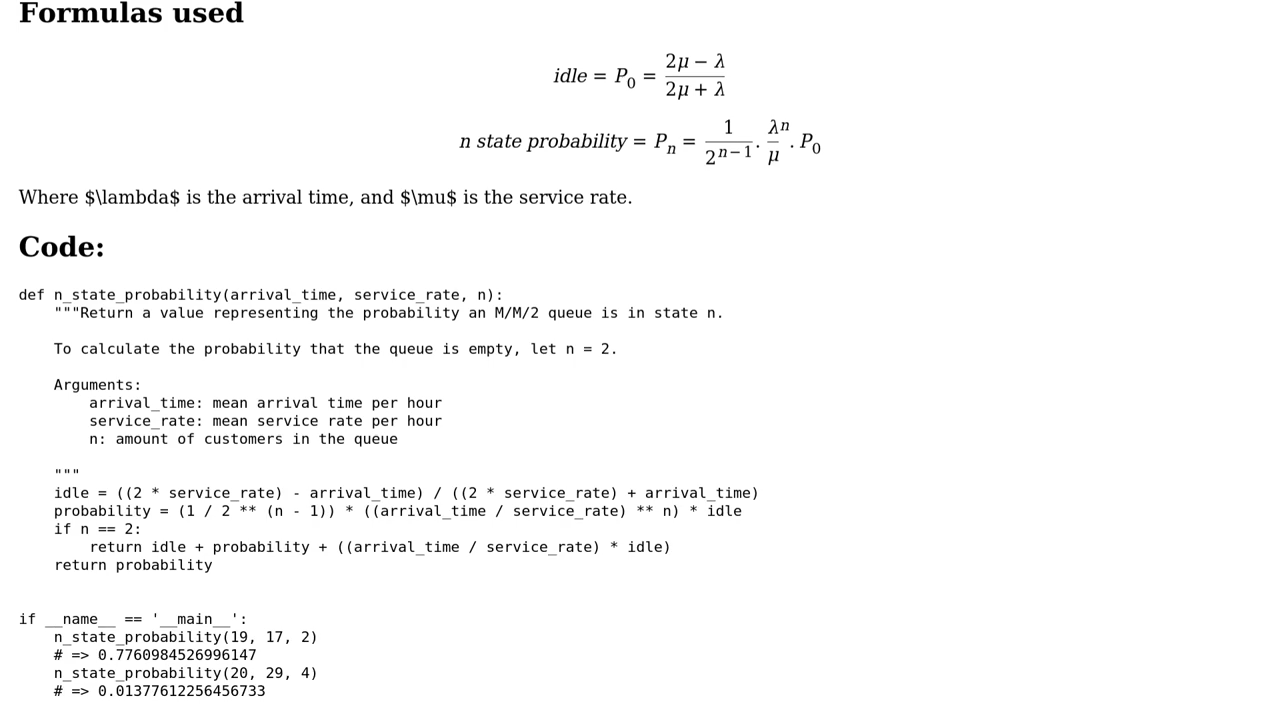 Formulas used
idle = P₀ = (2μ − λ) / (2μ + λ)
n state probability = Pₙ = 1 / 2ⁿ⁻¹ . λⁿ / μ . P₀
Where $\lambda$ is the arrival time, and $\mu$ is the service rate.
Code:
def n_state_probability(arrival_time, service_rate, n):
    """Return a value representing the probability an M/M/2 queue is in state n.
    To calculate the probability that the queue is empty, let n = 2.
    Arguments:
        arrival_time: mean arrival time per hour
        service_rate: mean service rate per hour
        n: amount of customers in the queue
    """
    idle = ((2 * service_rate) - arrival_time) / ((2 * service_rate) + arrival_time)
    probability = (1 / 2 ** (n - 1)) * ((arrival_time / service_rate) ** n) * idle
    if n == 2:
        return idle + probability + ((arrival_time / service_rate) * idle)
    return probability
if __name__ == '__main__':
    n_state_probability(19, 17, 2)
    # => 0.7760984526996147
    n_state_probability(20, 29, 4)
    # => 0.01377612256456733